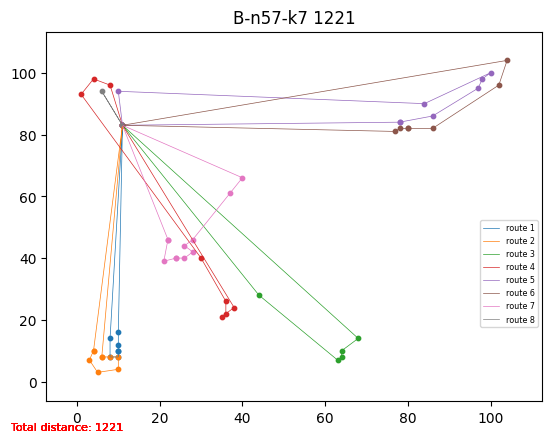 B-n57-k7 1221
100
80
60
40
20
0
route 1
route 2
route 3
route 4
route 5
route 6
route 7
route 8
0
20
40
60
80
100
Total distance: 1221